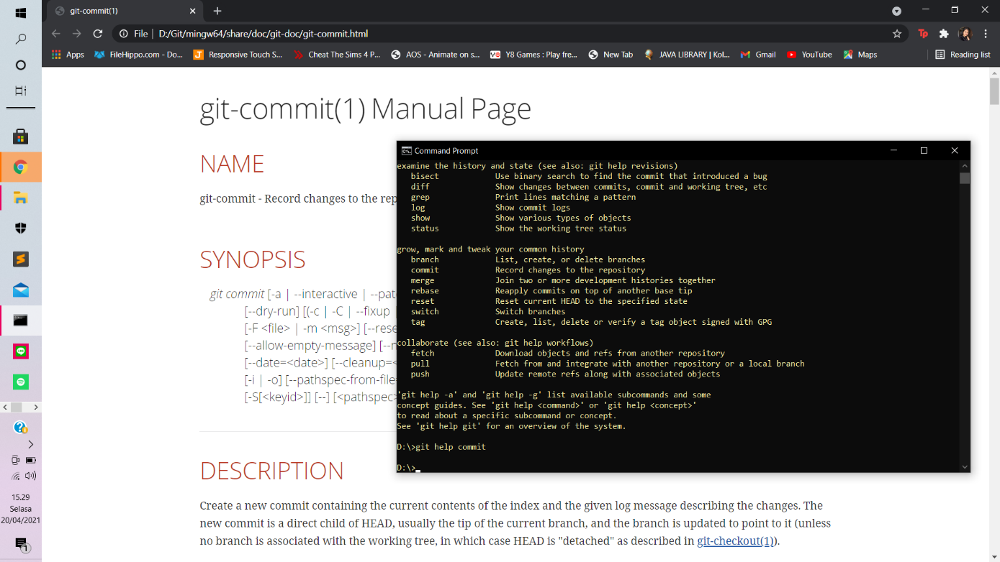 git-commit(1)
File | D:/Git/mingw64/share/doc/git-doc/git-commit.html
Apps FileHippo.com - Do... Responsive Touch S... Cheat The Sims 4 P... AOS - Animate on s... Y8 Games : Play fre... New Tab JAVA LIBRARY | Kol... Gmail YouTube Maps Reading list
git-commit(1) Manual Page
NAME
git-commit - Record changes to the rep
SYNOPSIS
git commit [-a | --interactive | --pat
[--dry-run] [(-c | -C | --fixup |
[-F <file> | -m <msg>] [--rese
[--allow-empty-message] [--n
[--date=<date>] [--cleanup=<
[-i | -o] [--pathspec-from-file=
[-S[<keyid>]] [--] [<pathspec>
DESCRIPTION
Create a new commit containing the current contents of the index and the given log message describing the changes. The
new commit is a direct child of HEAD, usually the tip of the current branch, and the branch is updated to point to it (unless
no branch is associated with the working tree, in which case HEAD is "detached" as described in git-checkout(1)).
Command Prompt
examine the history and state (see also: git help revisions)
bisect Use binary search to find the commit that introduced a bug
diff Show changes between commits, commit and working tree, etc
grep Print lines matching a pattern
log Show commit logs
show Show various types of objects
status Show the working tree status
grow, mark and tweak your common history
branch List, create, or delete branches
commit Record changes to the repository
merge Join two or more development histories together
rebase Reapply commits on top of another base tip
reset Reset current HEAD to the specified state
switch Switch branches
tag Create, list, delete or verify a tag object signed with GPG
collaborate (see also: git help workflows)
fetch Download objects and refs from another repository
pull Fetch from and integrate with another repository or a local branch
push Update remote refs along with associated objects
'git help -a' and 'git help -g' list available subcommands and some
concept guides. See 'git help <command>' or 'git help <concept>'
to read about a specific subcommand or concept.
See 'git help git' for an overview of the system.
D:\>git help commit
D:\>
15.29
Selasa
20/04/2021
1